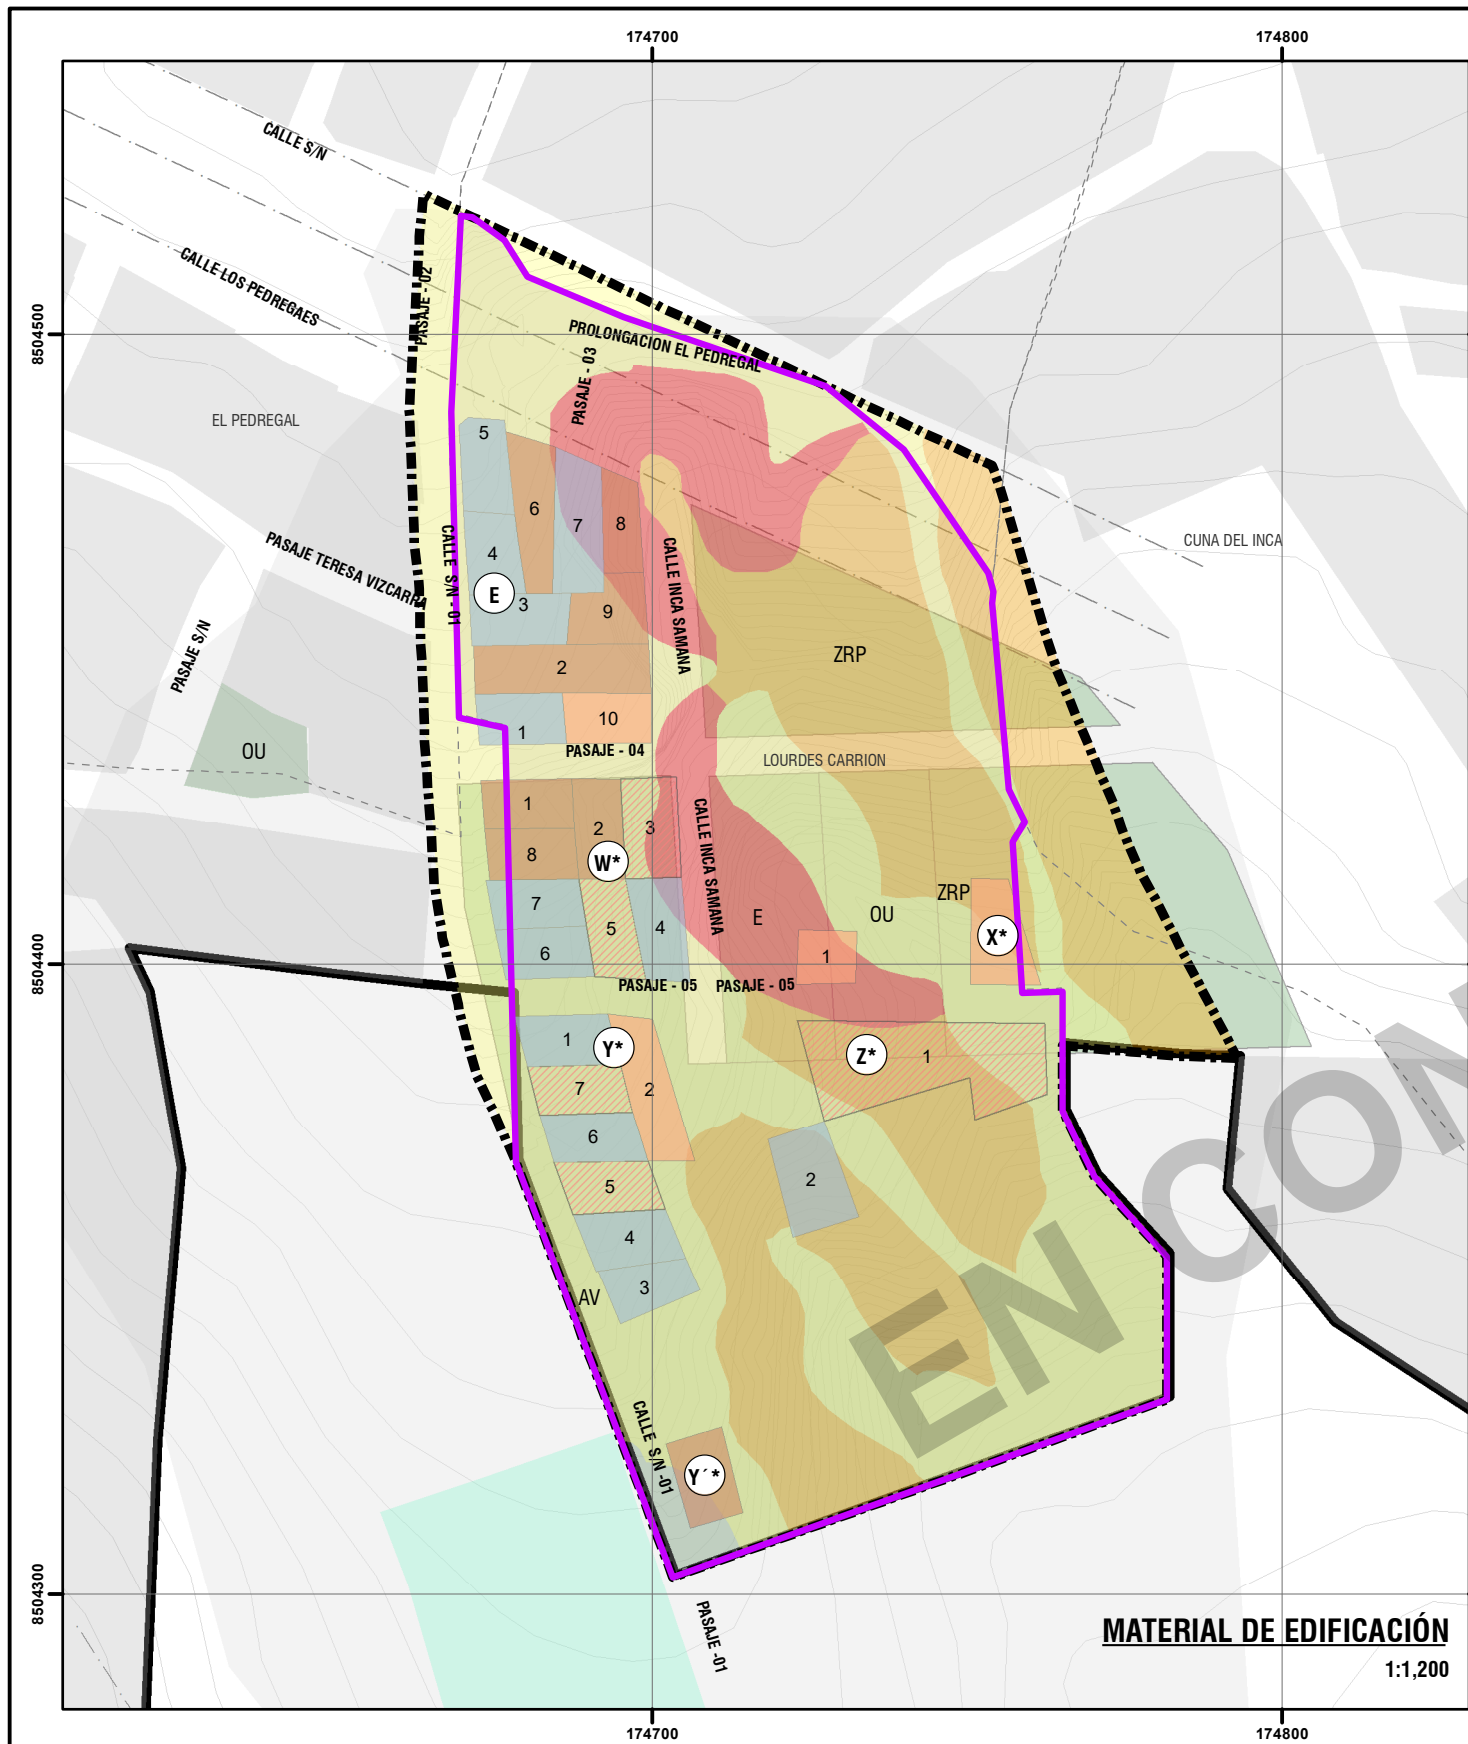 174700
174800
CALLE S/N
CALLE LOS PEDREGAES
PASAJE - 02
8504500
PROLONGACION EL PEDREGAL
PASAJE - 03
EL PEDREGAL
5
6
7
8
4
E
3
9
2
1
10
CALLE S/N - 01
PASAJE TERESA VIZCARRA
PASAJE S/N
CALLE INCA SAMANA
CUNA DEL INCA
ZRP
OU
PASAJE - 04
LOURDES CARRION
1
2
3
8
W*
7
5
4
6
CALLE INCA SAMANA
E
OU
ZRP
X*
1
8504400
PASAJE - 05
PASAJE - 05
1
Y*
Z*
1
7
2
6
5
2
4
3
AV
EN CON
CALLE S/N -01
Y´*
8504300
PASAJE -01
MATERIAL DE EDIFICACIÓN
1:1,200
174700
174800